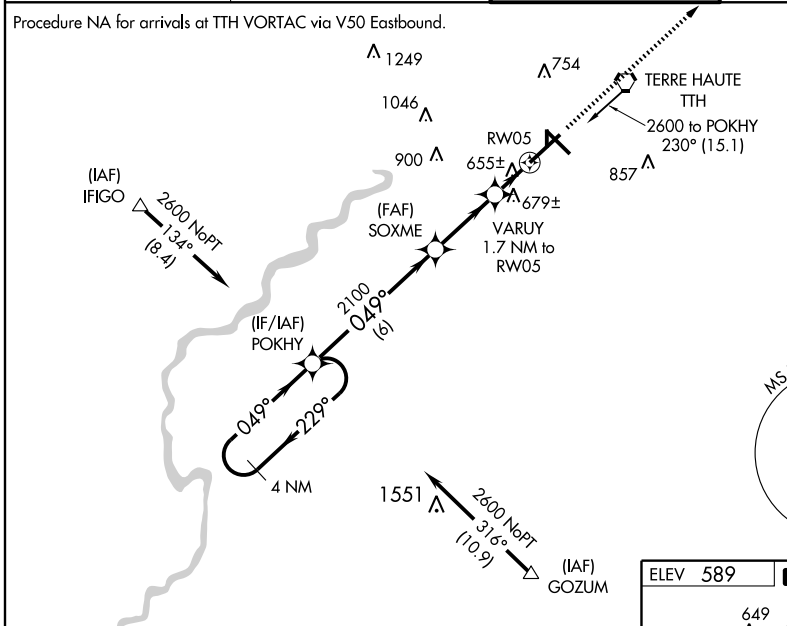 Procedure NA for arrivals at TTH VORTAC via V50 Eastbound.
1249
754
TERRE HAUTE
TTH
1046
2600 to POKHY
230° (15.1)
RW05
900
655±
857
(IAF)
IFIGO
2600 NoPT
134°
(8.4)
679±
(FAF)
SOXME
VARUY
1.7 NM to
RW05
2100
049°
(6)
(IF/IAF)
POKHY
049°
229°
4 NM
MS
1551
2600 NoPT
316°
(10.9)
(IAF)
GOZUM
ELEV 589
649